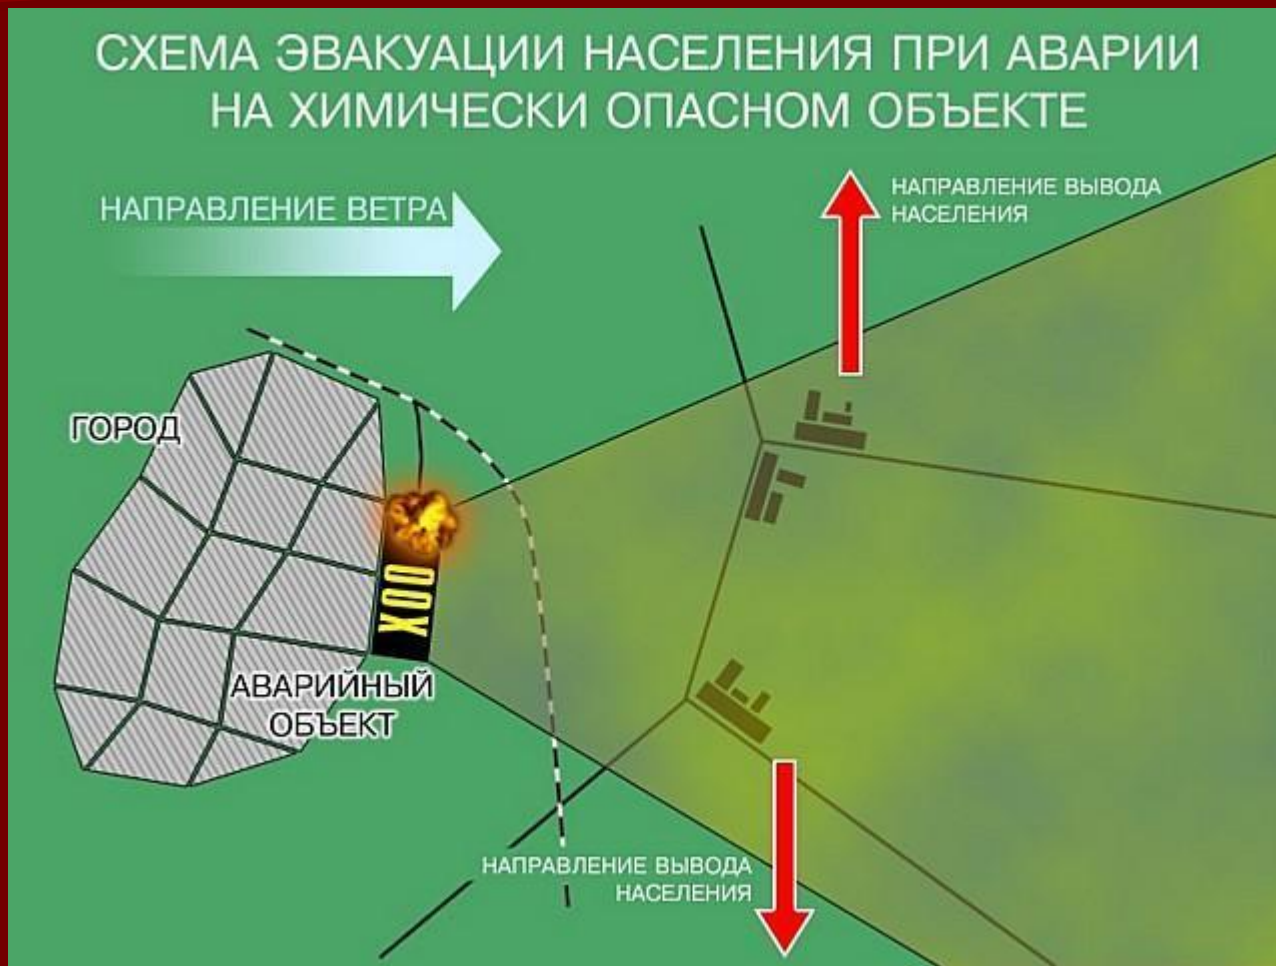 СХЕМА ЭВАКУАЦИИ НАСЕЛЕНИЯ ПРИ АВАРИИ
НА ХИМИЧЕСКИ ОПАСНОМ ОБЪЕКТЕ
НАПРАВЛЕНИЕ ВЕТРА
НАПРАВЛЕНИЕ ВЫВОДА
НАСЕЛЕНИЯ
ГОРОД
ХОО
АВАРИЙНЫЙ
ОБЪЕКТ
НАПРАВЛЕНИЕ ВЫВОДА
НАСЕЛЕНИЯ